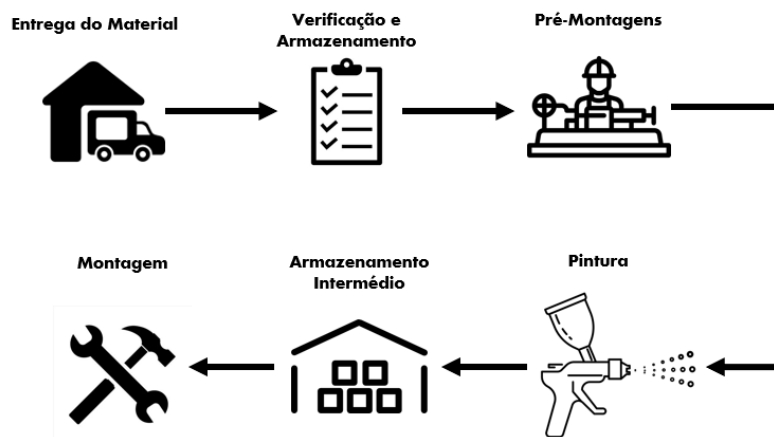 Entrega do Material
Verificação e
Armazenamento
Pré-Montagens
Montagem
Armazenamento
Intermédio
Pintura